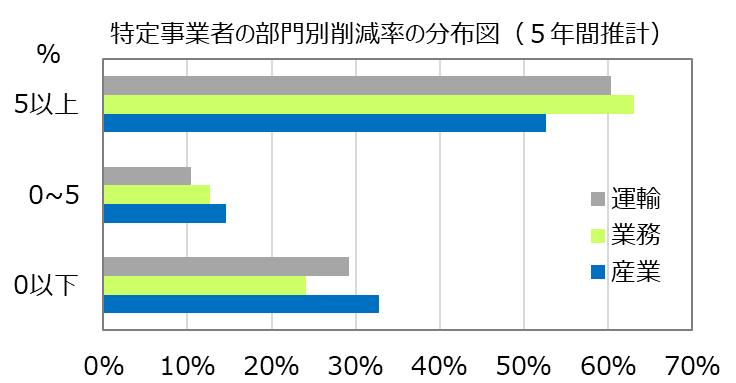 特定事業者の部門別削減率の分布図（５年間推計）
%
5以上
0~5
0以下
運輸
業務
産業
0% 10% 20% 30% 40% 50% 60% 70%